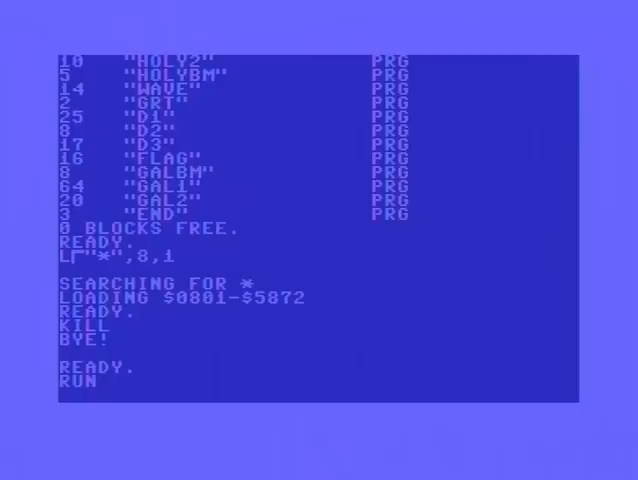 10 "HOLY2" PRG
5 "HOLYBM" PRG
14 "WAVE" PRG
2 "GRT" PRG
25 "D1" PRG
8 "D2" PRG
17 "D3" PRG
16 "FLAG" PRG
8 "GALBM" PRG
64 "GAL1" PRG
20 "GAL2" PRG
3 "END" PRG
0 BLOCKS FREE.
READY.
L┌"*",8,1
SEARCHING FOR *
LOADING $0801-$5872
READY.
KILL
BYE!
READY.
RUN